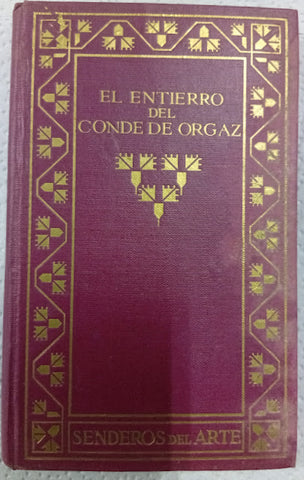 EL ENTIERRO
DEL
CONDE DE ORGAZ
SENDEROS DEL ARTE